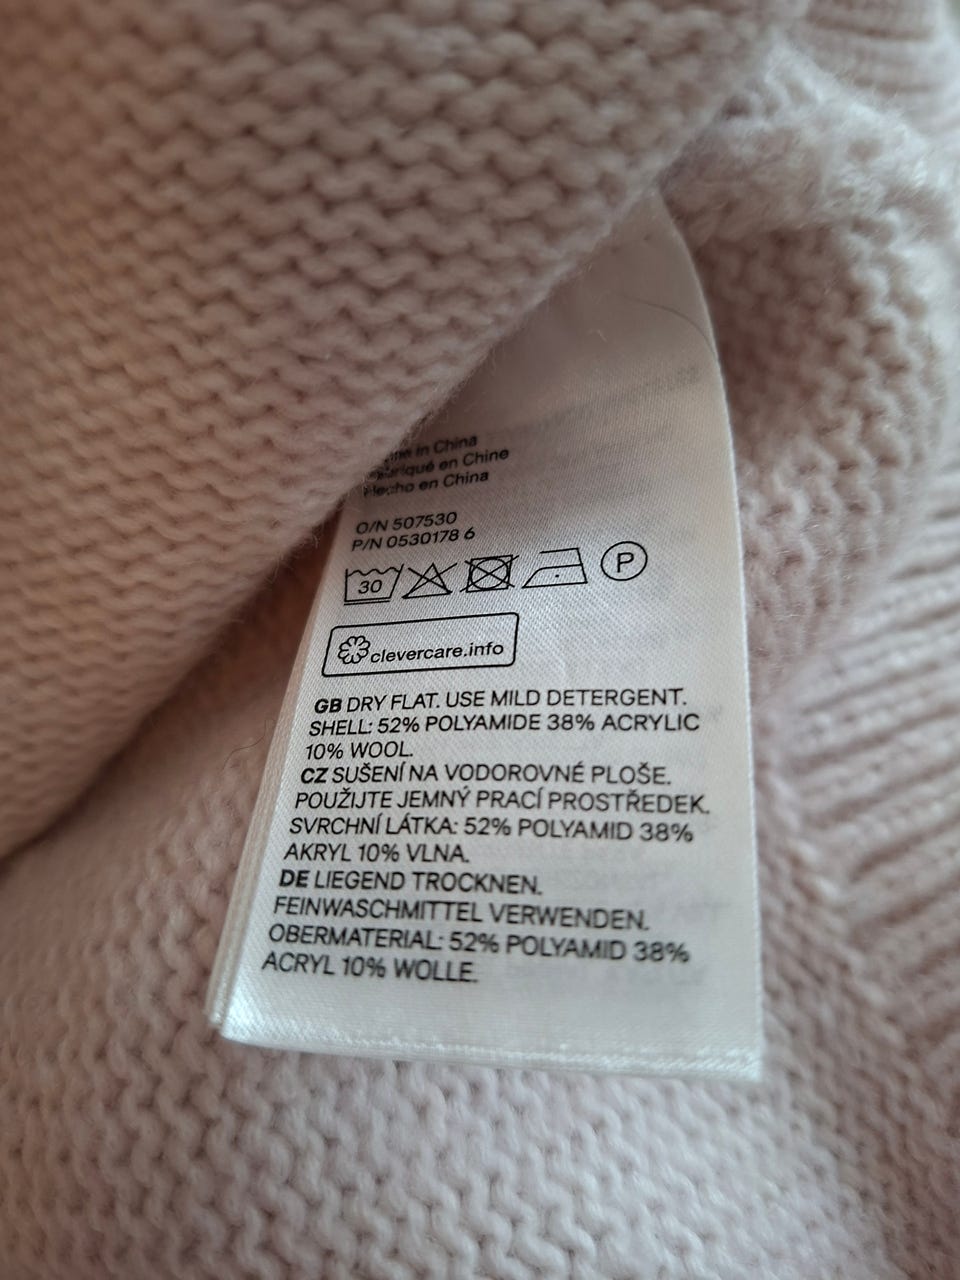 in China
Fabriqué en Chine
Hecho en China
O/N 507530
P/N 0530178 6
30 P
clevercare.info
GB DRY FLAT. USE MILD DETERGENT.
SHELL: 52% POLYAMIDE 38% ACRYLIC
10% WOOL.
CZ SUŠENÍ NA VODOROVNÉ PLOŠE.
POUŽIJTE JEMNÝ PRACÍ PROSTŘEDEK.
SVRCHNÍ LÁTKA: 52% POLYAMID 38%
AKRYL 10% VLNA.
DE LIEGEND TROCKNEN.
FEINWASCHMITTEL VERWENDEN.
OBERMATERIAL: 52% POLYAMID 38%
ACRYL 10% WOLLE.